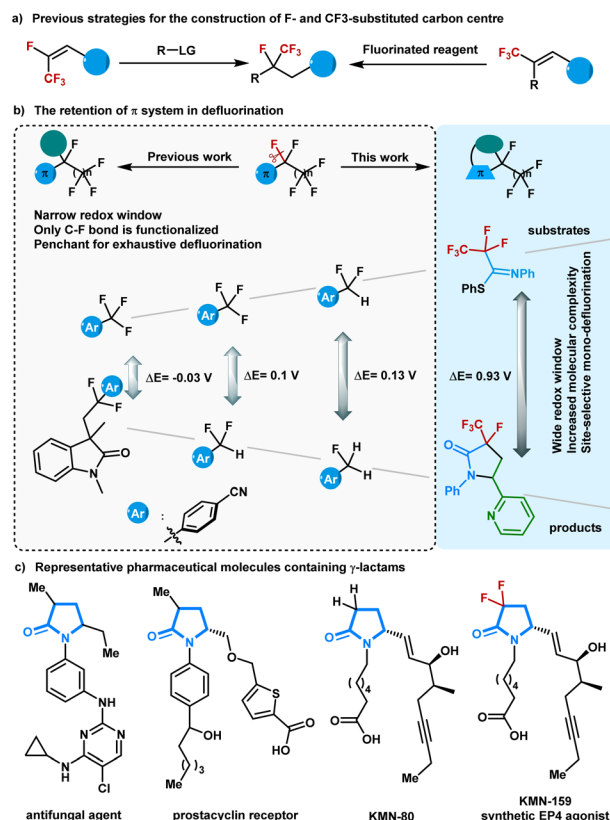 a) Previous strategies for the construction of F- and CF3-substituted carbon centre
F
CF3
R—LG
F
CF3
R
Fluorinated reagent
F3C
R
b) The retention of π system in defluorination
F
F
π
( )n
F
F
F
Previous work
F
F
π
( )n
F
F
F
This work
F
F
π
( )n
F
F
F
Narrow redox window
Only C-F bond is functionalized
Penchant for exhaustive defluorination
substrates
F
F3C
F
NPh
PhS
F
F
Ar
F
F
F
Ar
F
F
F
Ar
H
ΔE= -0.03 V
ΔE= 0.1 V
ΔE= 0.13 V
ΔE= 0.93 V
Wide redox window
Increased molecular complexity
Site-selective mono-defluorination
Ar
F
F
N
O
F
F
Ar
H
F
H
Ar
H
F3C
F
O
N
Ph
N
products
Ar
:
CN
c) Representative pharmaceutical molecules containing γ-lactams
Me
O
N
Me
NH
N
N
NH
Cl
antifungal agent
Me
O
N
O
S
O
HO
OH
( )3
Me
prostacyclin receptor
H
H
O
N
( )4
O
OH
OH
Me
KMN-80
F
F
O
N
( )4
O
OH
OH
Me
KMN-159
synthetic EP4 agonist